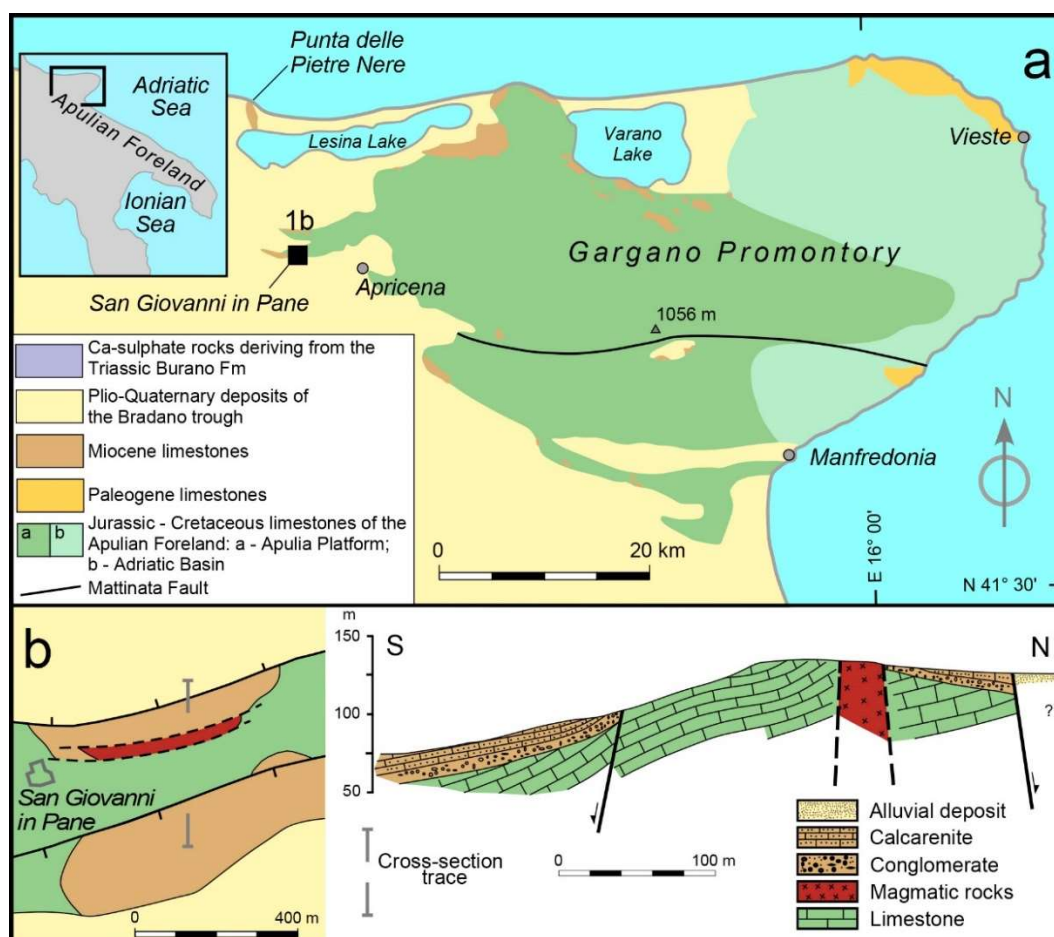 a
Punta delle
Pietre Nere
Adriatic
Sea
Apulian Foreland
Ionian
Sea
Lesina Lake
Varano
Lake
Vieste
1b
Gargano Promontory
Apricena
San Giovanni in Pane
1056 m
Ca-sulphate rocks deriving from the
Triassic Burano Fm
Plio-Quaternary deposits of
the Bradano trough
Miocene limestones
Paleogene limestones
a b
Jurassic - Cretaceous limestones of the
Apulian Foreland: a - Apulia Platform;
b - Adriatic Basin
Mattinata Fault
N
Manfredonia
0 20 km
E 16° 00'
N 41° 30'
b
San Giovanni
in Pane
0 400 m
m
150
100
50
S
N
?
Cross-section
trace
0 100 m
Alluvial deposit
Calcarenite
Conglomerate
Magmatic rocks
Limestone